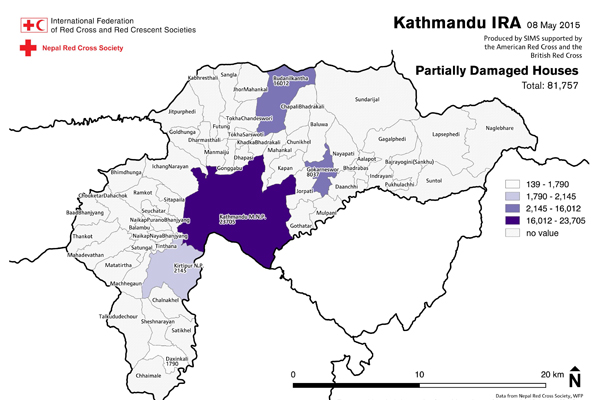 International Federation
of Red Cross and Red Crescent Societies
Nepal Red Cross Society
Kathmandu IRA 08 May 2015
Produced by SIMS supported by
the American Red Cross and the
British Red Cross
Partially Damaged Houses
Total: 81,757
Kabhresthali
Sangla
Budanilkantha
16012
JhorMahankal
Sundarijal
Jitpurphedi
ChapaliBhadrakali
TokhaChandeswori
Baluwa
Naglebhare
Goldhunga
Futung
TokhaSarswoti
Lapsephedi
Dharmasthali
KhadkaBhadrakali
Chunikhel
Gagalphedi
Manmaiju
Mahankal
Nayapati
Dhapasi
Aalapot
Bajrayogini(Sankhu)
IchangNarayan
Gonggabu
Kapan
Gokarneswor
8037
Bhadrabas
Indrayani
Bhimdhunga
Suntol
Daanchhi
Pukhulachhi
ChouketarDahachok
Ramkot
Sitapaila
Jorpati
BaadBhanjyang
Seuchatar
Mulpani
NaikapPuranoBhanjyang
Kathmandu M.N.P.
23705
Balambu
Gothatar
Thankot
NaikapNayaBhanjyang
Satungal
Tinthana
Mahadevathan
Matatirtha
Kirtipur N.P.
2145
Machhegaun
Chalnakhel
Talkududechour
Sheshnarayan
Satikhel
Daxinkali
1790
Chhaimale
139 - 1,790
1,790 - 2,145
2,145 - 16,012
16,012 - 23,705
no value
0
10
20 km
N
Data from Nepal Red Cross Society, WFP